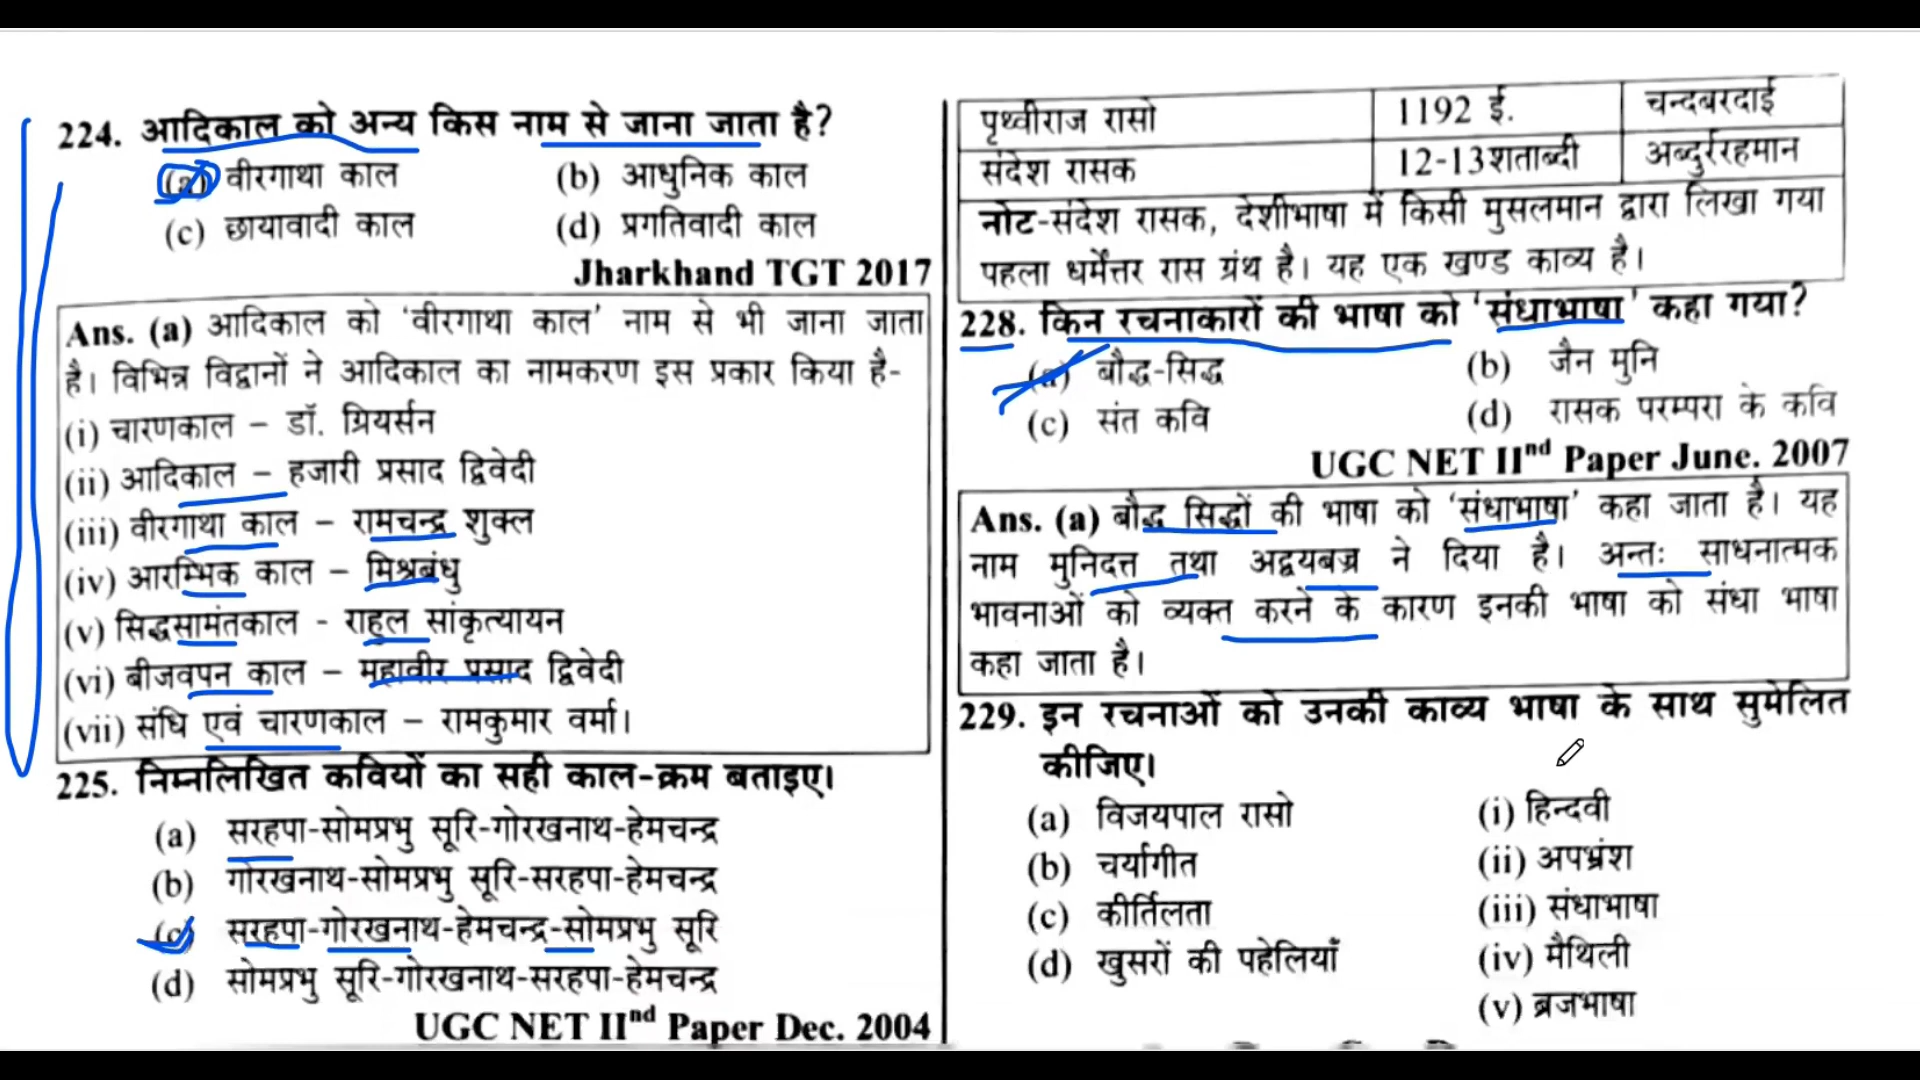 224. आदिकाल को अन्य किस नाम से जाना जाता है?
(a) वीरगाथा काल (b) आधुनिक काल
(c) छायावादी काल (d) प्रगतिवादी काल
Jharkhand TGT 2017
Ans. (a) आदिकाल को 'वीरगाथा काल' नाम से भी जाना जाता
है। विभिन्न विद्वानों ने आदिकाल का नामकरण इस प्रकार किया है-
(i) चारणकाल – डॉ. ग्रियर्सन
(ii) आदिकाल – हजारी प्रसाद द्विवेदी
(iii) वीरगाथा काल – रामचन्द्र शुक्ल
(iv) आरम्भिक काल – मिश्रबंधु
(v) सिद्धसामंतकाल - राहुल सांकृत्यायन
(vi) बीजवपन काल – महावीर प्रसाद द्विवेदी
(vii) संधि एवं चारणकाल – रामकुमार वर्मा।
225. निम्नलिखित कवियों का सही काल-क्रम बताइए।
(a) सरहपा-सोमप्रभु सूरि-गोरखनाथ-हेमचन्द्र
(b) गोरखनाथ-सोमप्रभु सूरि-सरहपा-हेमचन्द्र
(c) सरहपा-गोरखनाथ-हेमचन्द्र-सोमप्रभु सूरि
(d) सोमप्रभु सूरि-गोरखनाथ-सरहपा-हेमचन्द्र
UGC NET IInd Paper Dec. 2004
पृथ्वीराज रासो 1192 ई. चन्दबरदाई
संदेश रासक 12-13शताब्दी अब्दुर्ररहमान
नोट-संदेश रासक, देशीभाषा में किसी मुसलमान द्वारा लिखा गया
पहला धर्मेत्तर रास ग्रंथ है। यह एक खण्ड काव्य है।
228. किन रचनाकारों की भाषा को 'संधाभाषा' कहा गया?
(a) बौद्ध-सिद्ध (b) जैन मुनि
(c) संत कवि (d) रासक परम्परा के कवि
UGC NET IInd Paper June. 2007
Ans. (a) बौद्ध सिद्धों की भाषा को 'संधाभाषा' कहा जाता है। यह
नाम मुनिदत्त तथा अद्वयबज्र ने दिया है। अन्तः साधनात्मक
भावनाओं को व्यक्त करने के कारण इनकी भाषा को संधा भाषा
कहा जाता है।
229. इन रचनाओं को उनकी काव्य भाषा के साथ सुमेलित
कीजिए।
(a) विजयपाल रासो (i) हिन्दवी
(b) चर्यागीत (ii) अपभ्रंश
(c) कीर्तिलता (iii) संधाभाषा
(d) खुसरों की पहेलियाँ (iv) मैथिली
(v) ब्रजभाषा